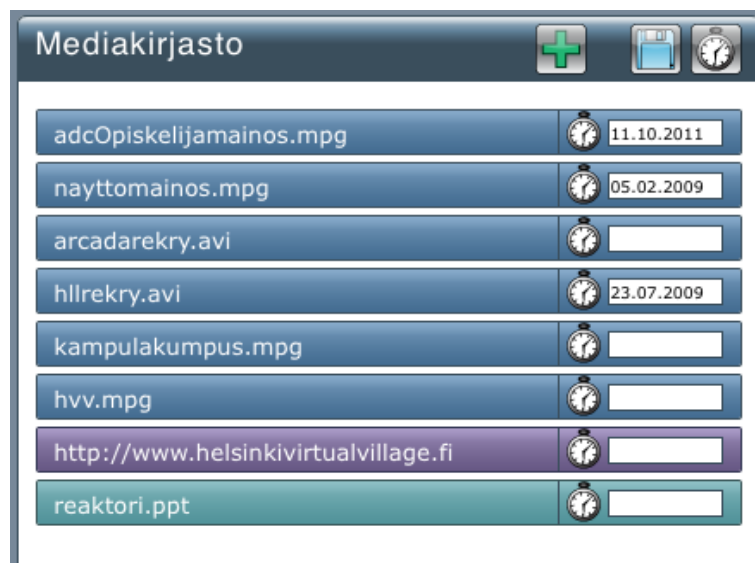 Mediakirjasto
adcOpiskelijamainos.mpg 11.10.2011
nayttomainos.mpg 05.02.2009
arcadarekry.avi
hllrekry.avi 23.07.2009
kampulakumpus.mpg
hvv.mpg
http://www.helsinkivirtualvillage.fi
reaktori.ppt